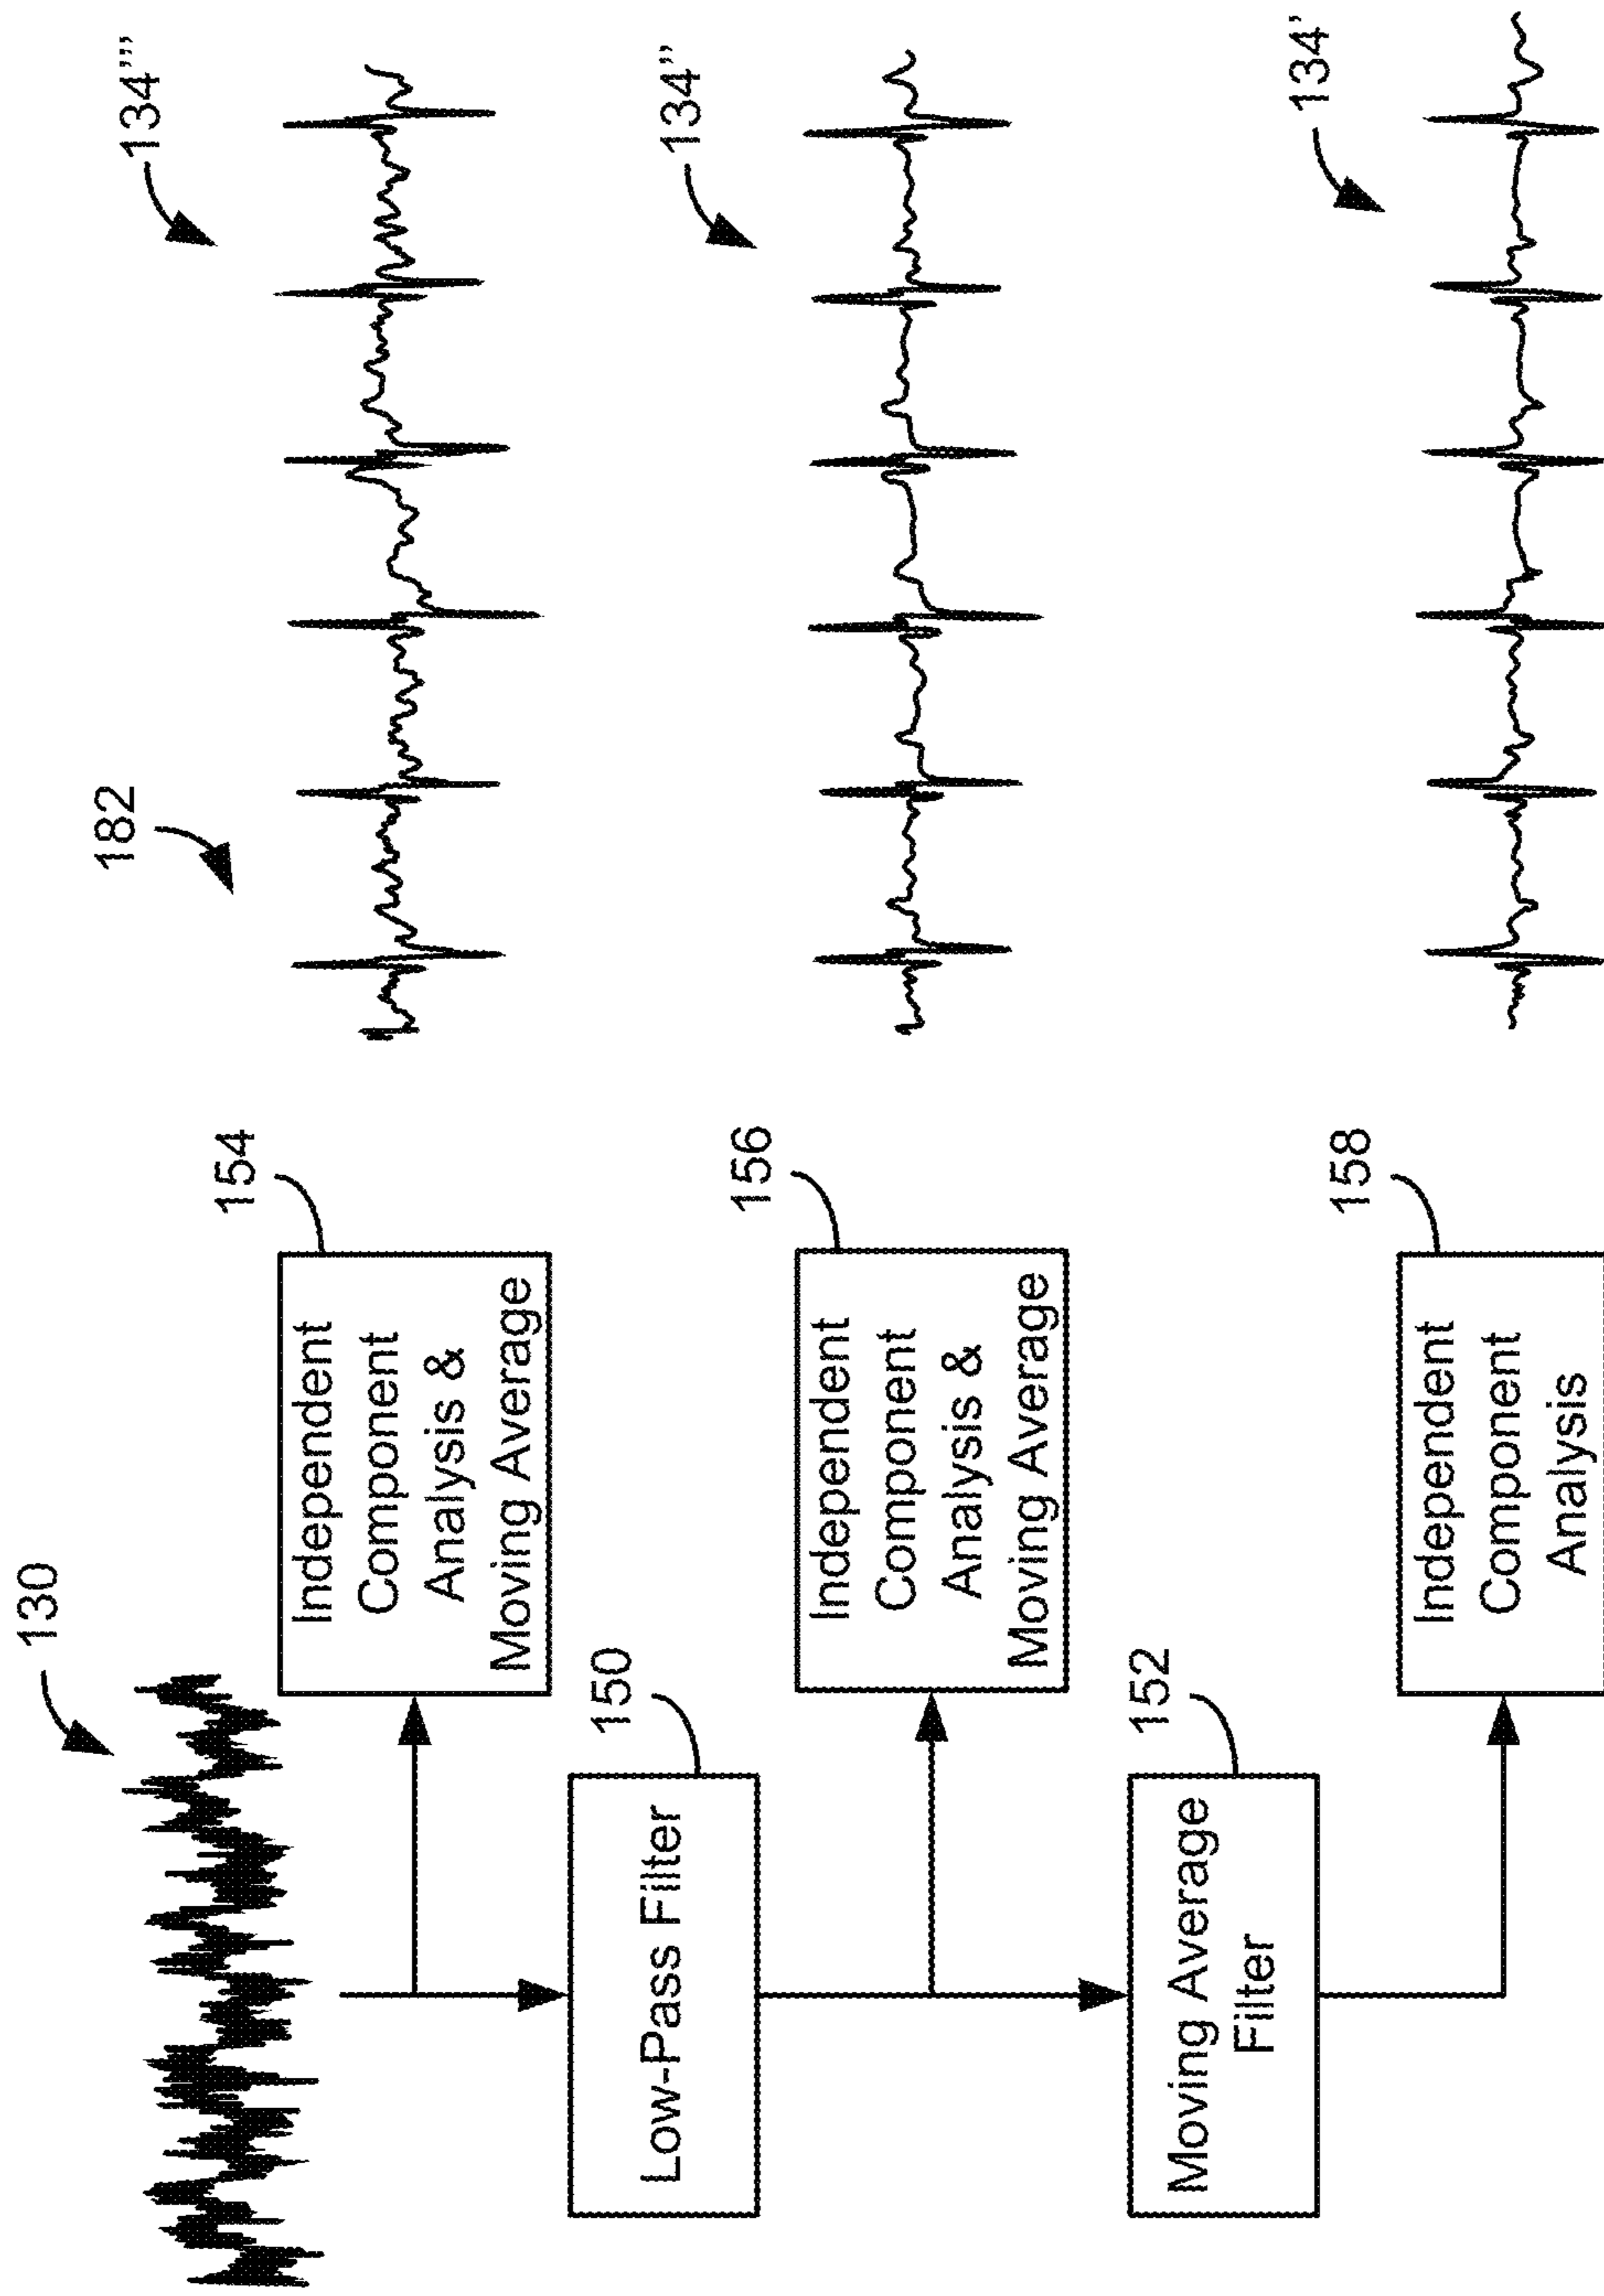 130
154
Independent
Component
Analysis &
Moving Average
182
134'''
150
Low-Pass Filter
156
Independent
Component
Analysis &
Moving Average
134''
152
Moving Average
Filter
158
Independent
Component
Analysis
134'